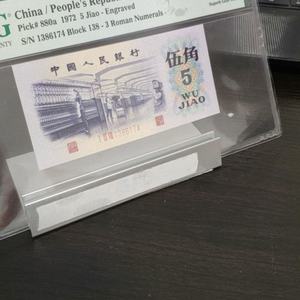 China / People's Repu
Pick# 880a 1972 5 Jiao - Engraved
S/N 1386174 Block 138 - 3 Roman Numerals
中国人民银行
伍角
5
WU
JIAO
1386174